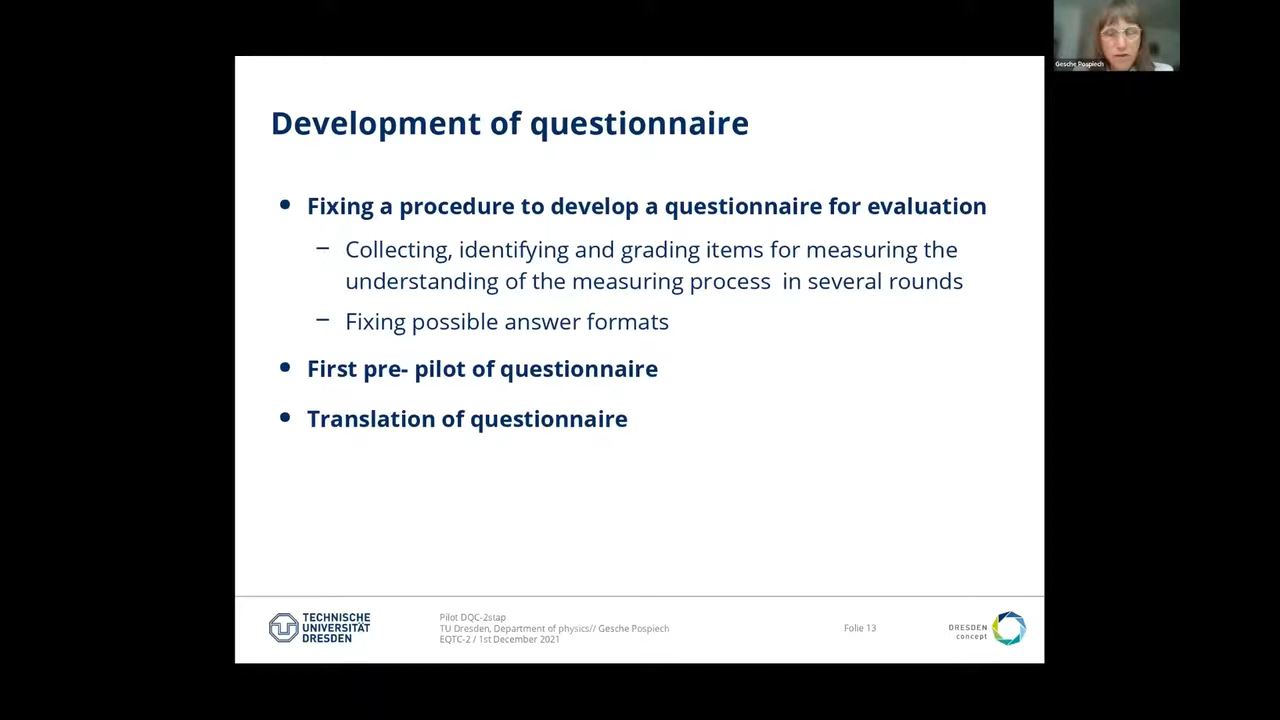 Gesche Pospiech
Development of questionnaire
• Fixing a procedure to develop a questionnaire for evaluation
– Collecting, identifying and grading items for measuring the
understanding of the measuring process  in several rounds
– Fixing possible answer formats
• First pre- pilot of questionnaire
• Translation of questionnaire
TECHNISCHE
UNIVERSITÄT
DRESDEN
Pilot DQC-2stap
TU Dresden, Department of physics// Gesche Pospiech
EQTC-2 / 1st December 2021
Folie 13
DRESDEN
concept